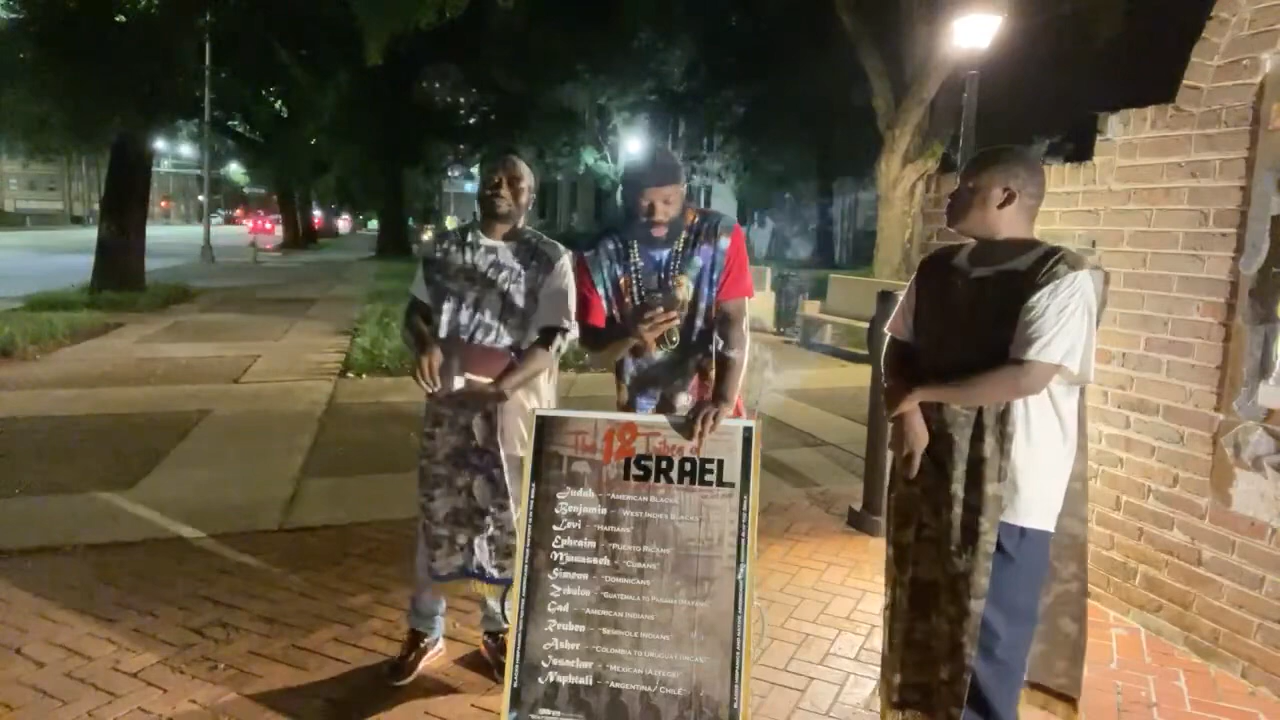 The 12 Tribes of
ISRAEL
Judah - "American Blacks"
Benjamin - "West Indies Blacks"
Levi - "Haitians"
Ephraim - "Puerto Ricans"
Manasseh - "Cubans"
Simeon - "Dominicans"
Zebulon - "Guatemala to Panama (Mayans)"
Gad - "American Indians"
Reuben - "Seminole Indians"
Asher - "Colombia to Uruguay (Incas)"
Issachar - "Mexican (Aztecs)"
Naphtali - "Argentina/ Chile"